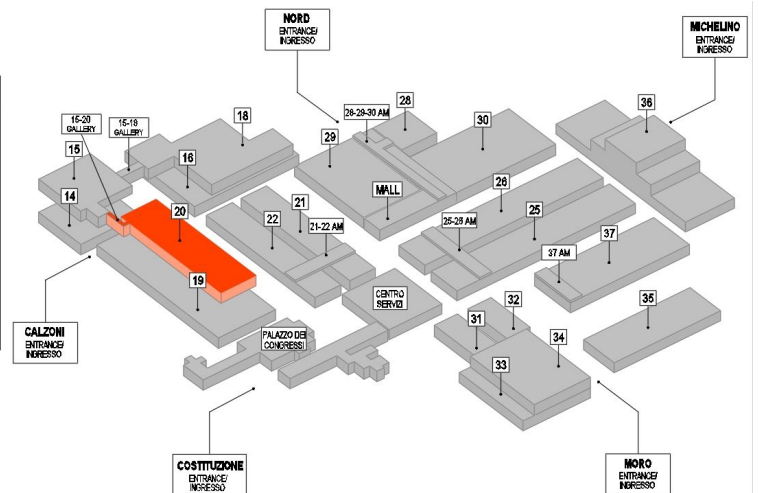 NORD
ENTRANCE/
INGRESSO
MICHELINO
ENTRANCE/
INGRESSO
15-20
GALLERY
15-19
GALLERY
18
28-29-30 AM
28
30
36
15
16
29
14
20
22
21
21-22 AM
MALL
26
25-26 AM
25
37
37 AM
19
CENTRO
SERVIZI
PALAZZO DEI
CONGRESSI
31
32
33
34
35
CALZONI
ENTRANCE/
INGRESSO
COSTITUZIONE
ENTRANCE/
INGRESSO
MORO
ENTRANCE/
INGRESSO